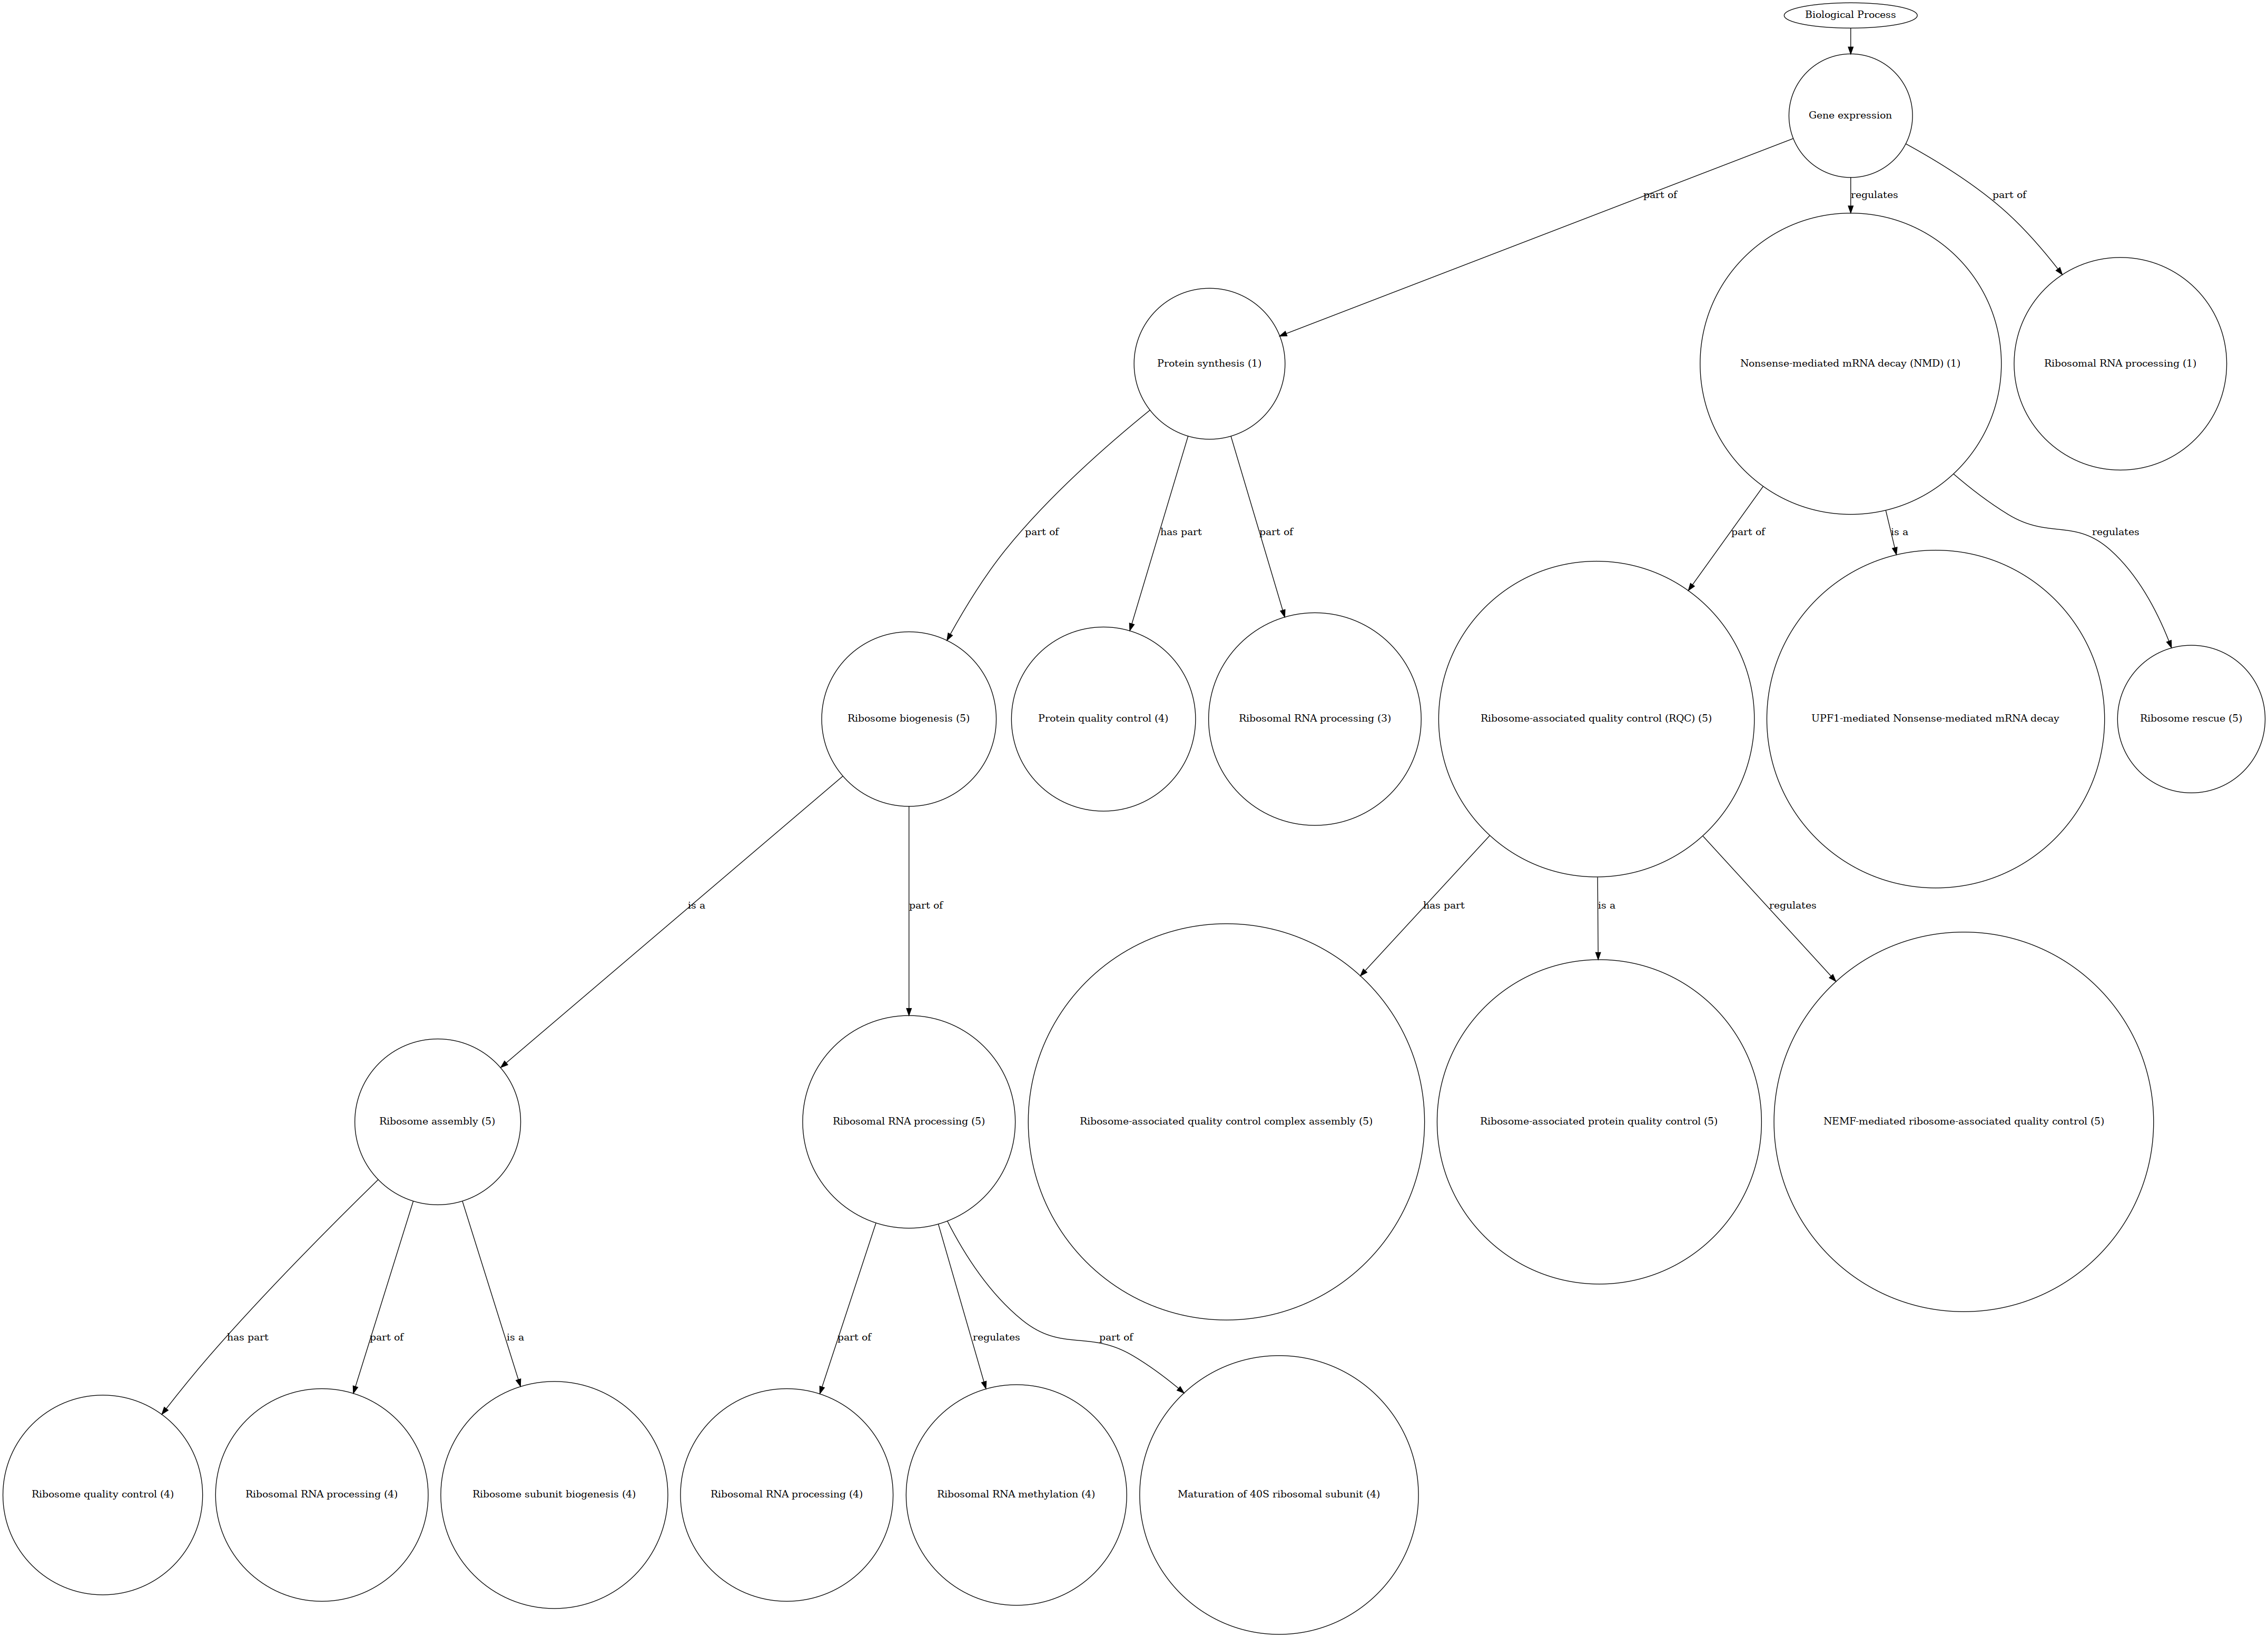 Biological Process
Gene expression
part of
regulates
part of
Protein synthesis (1)
Nonsense-mediated mRNA decay (NMD) (1)
Ribosomal RNA processing (1)
part of
has part
part of
part of
is a
regulates
Ribosome biogenesis (5)
Protein quality control (4)
Ribosomal RNA processing (3)
Ribosome-associated quality control (RQC) (5)
UPF1-mediated Nonsense-mediated mRNA decay
Ribosome rescue (5)
is a
part of
has part
is a
regulates
Ribosome assembly (5)
Ribosomal RNA processing (5)
Ribosome-associated quality control complex assembly (5)
Ribosome-associated protein quality control (5)
NEMF-mediated ribosome-associated quality control (5)
has part
part of
is a
part of
regulates
part of
Ribosome quality control (4)
Ribosomal RNA processing (4)
Ribosome subunit biogenesis (4)
Ribosomal RNA processing (4)
Ribosomal RNA methylation (4)
Maturation of 40S ribosomal subunit (4)